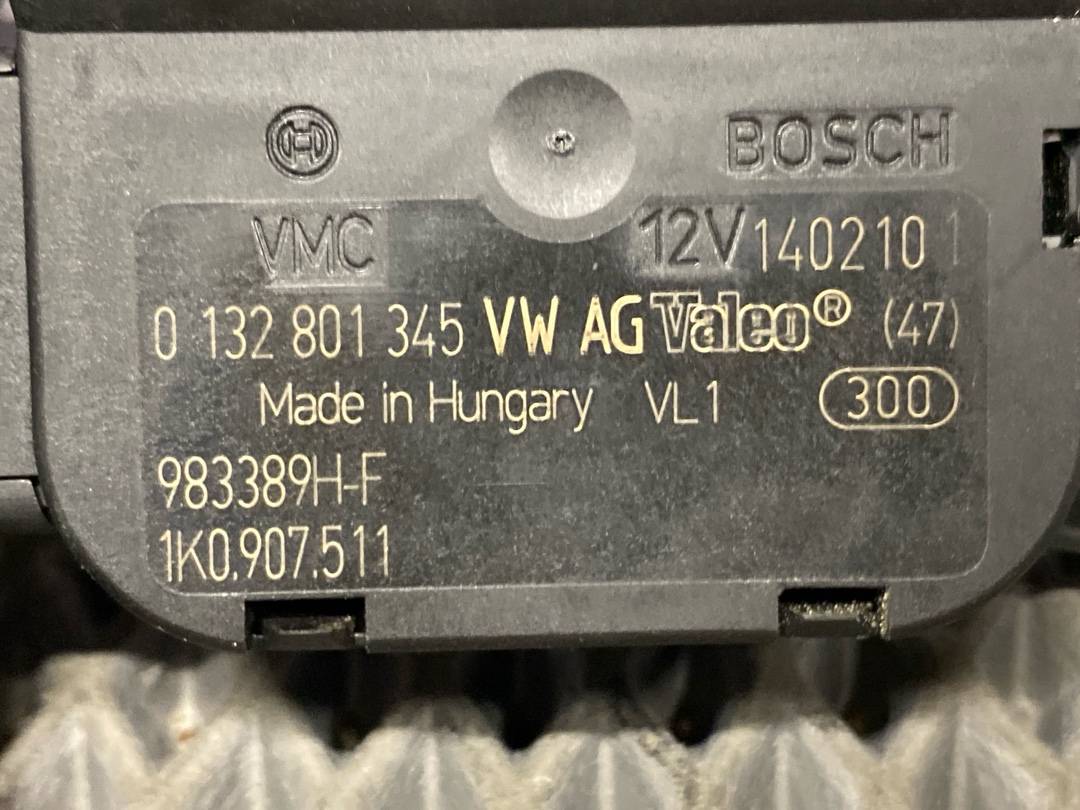 BOSCH
VMC 12V 140210 1
0 132 801 345 VW AG Valeo® (47)
Made in Hungary VL1 300
983389H-F
1K0.907.511